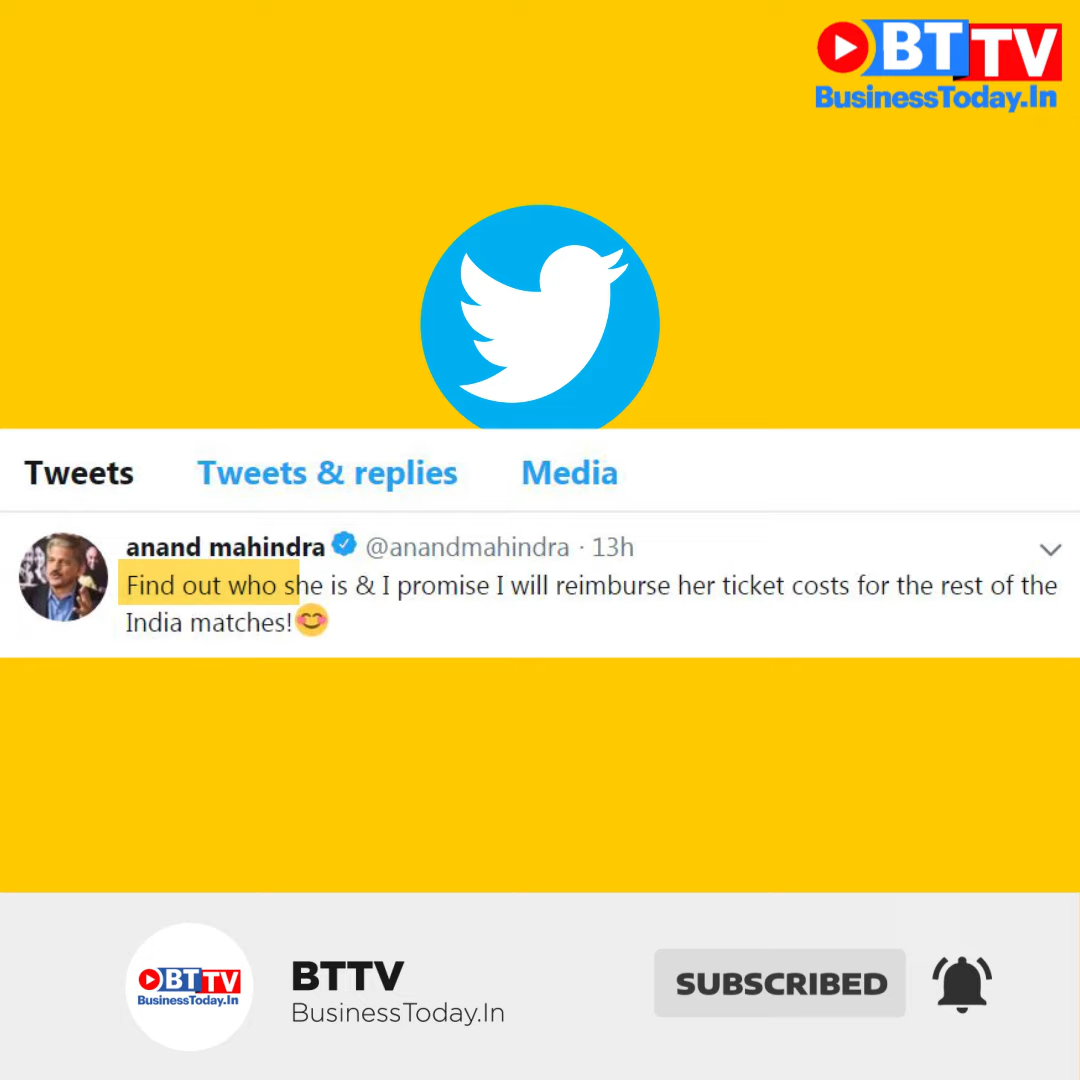 BTTV
BusinessToday.In
Tweets Tweets & replies Media
anand mahindra @anandmahindra · 13h
Find out who she is & I promise I will reimburse her ticket costs for the rest of the
India matches!😊
BTTV
BusinessToday.In
BTTV
BusinessToday.In
SUBSCRIBED